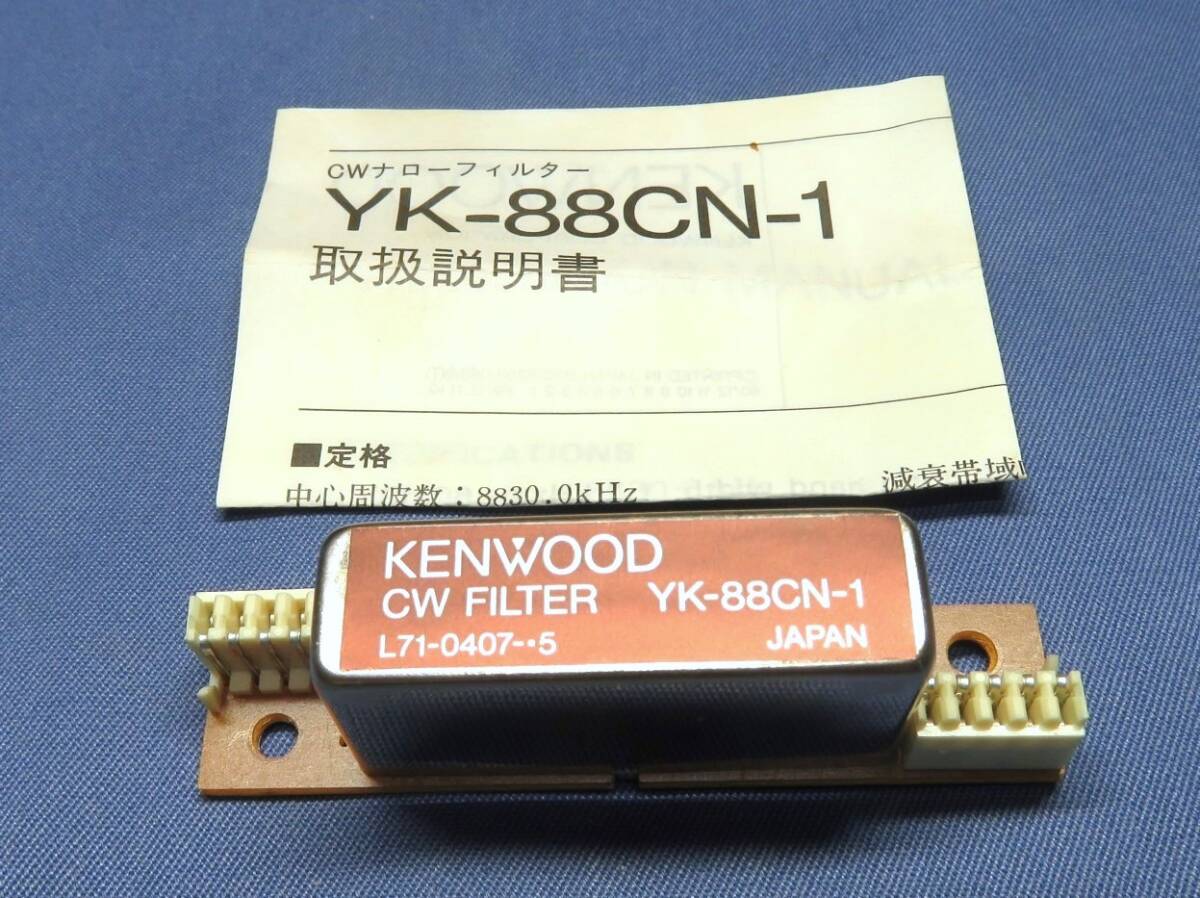 CWナローフィルター
YK-88CN-1
取扱説明書
■定格
中心周波数：8830.0kHz
減衰帯域
KENWOOD
CW FILTER YK-88CN-1
L71-0407-･5 JAPAN